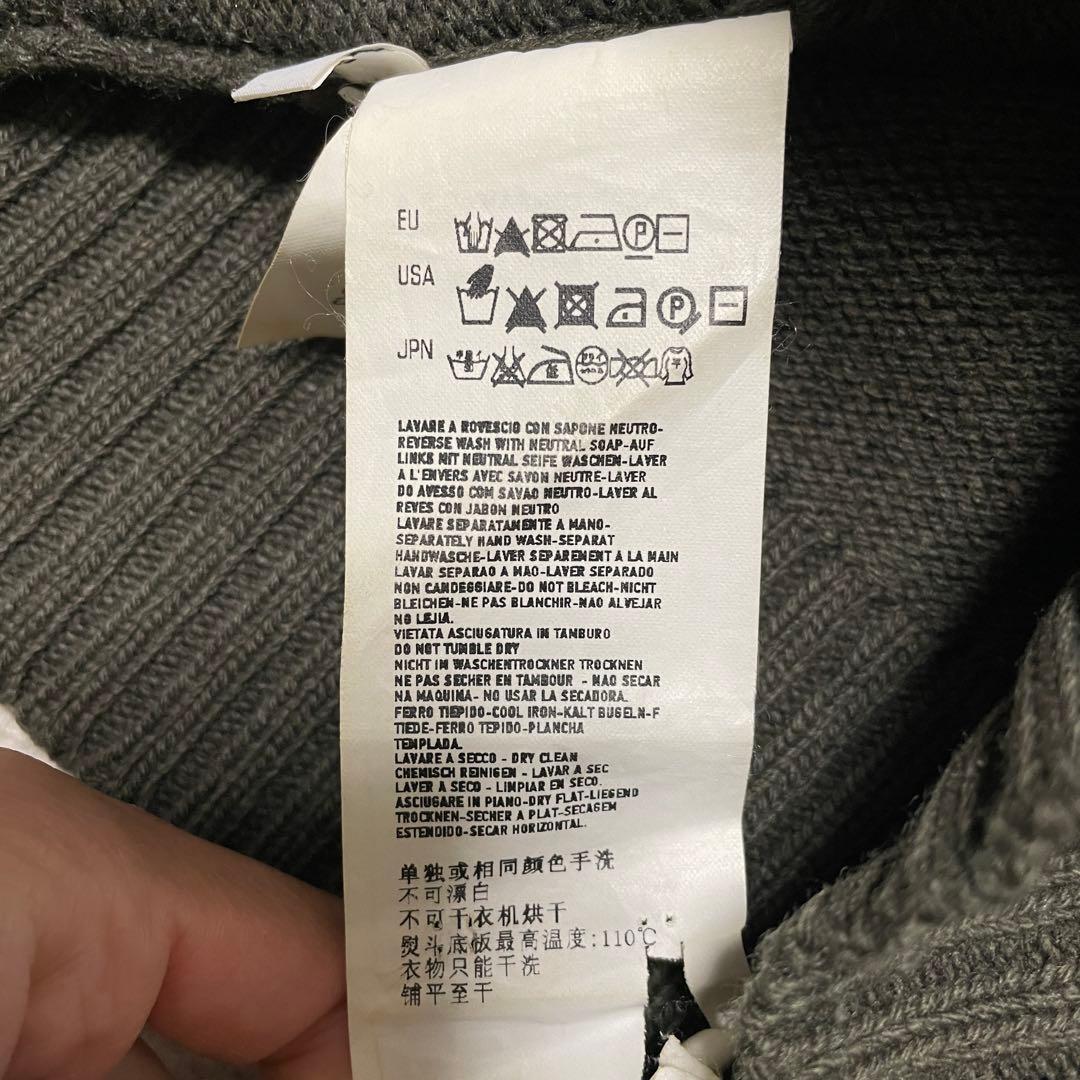 EU
P
USA
P
JPN
低
平
LAVARE A ROVESCIO CON SAPONE NEUTRO-
REVERSE WASH WITH NEUTRAL SOAP-AUF
LINKS MIT NEUTRAL SEIFE WASCHEN-LAVER
A L'ENVERS AVEC SAVON NEUTRE-LAVER
DO AVESSO COM SAVAO NEUTRO-LAVER AL
REVES CON JABON NEUTRO
LAVARE SEPARATAMENTE A MANO-
SEPARATELY HAND WASH-SEPARAT
HANDWASCHE-LAVER SEPAREMENT A LA MAIN
LAVAR SEPARAO A MAO-LAVER SEPARADO
NON CANDEGGIARE-DO NOT BLEACH-NICHT
BLEICHEN-NE PAS BLANCHIR-NAO ALVEJAR
NO LEJIA.
VIETATA ASCIUGATURA IN TAMBURO
DO NOT TUMBLE DRY
NICHT IM WASCHENTROCKNER TROCKNEN
NE PAS SECHER EN TAMBOUR - NAO SECAR
NA MAQUINA- NO USAR LA SECADORA.
FERRO TIEPIDO-COOL IRON-KALT BUGELN-F
TIEDE-FERRO TEPIDO-PLANCHA
TEMPLADA.
LAVARE A SECCO - DRY CLEAN
CHEMISCH REINIGEN - LAVAR A SEC
LAVER A SECO - LIMPIAR EN SECO.
ASCIUGARE IN PIANO-DRY FLAT-LIEGEND
TROCKNEN-SECHER A PLAT-SECAGEM
ESTENDIDO-SECAR HORIZONTAL.
单独或相同颜色手洗
不可漂白
不可干衣机烘干
熨斗底板最高温度:110℃
衣物只能干洗
铺平至干